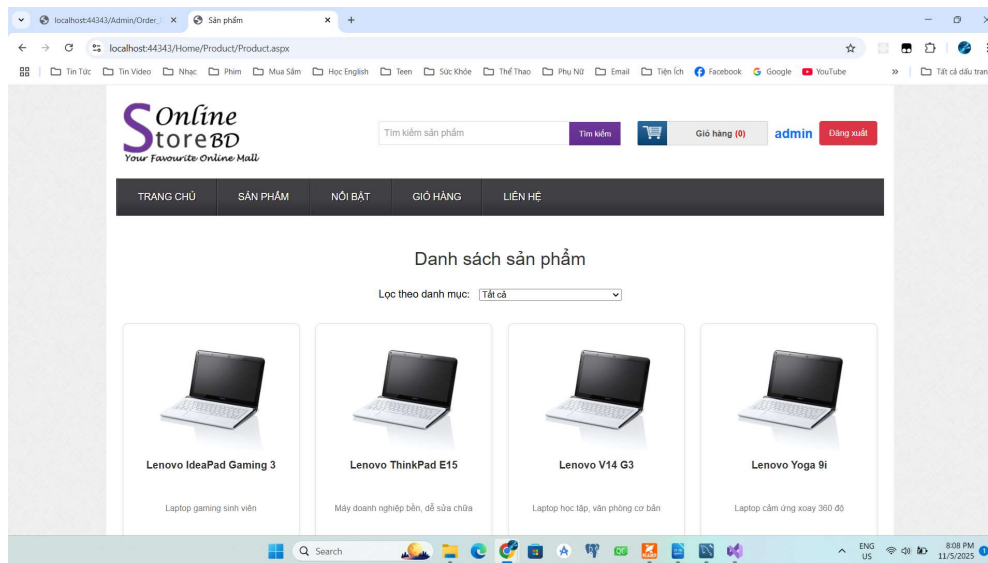 localhost:44343/Admin/Order_
Sản phẩm
localhost:44343/Home/Product/Product.aspx
Tin Tức Tin Video Nhạc Phim Mua Sắm Học English Teen Sức Khỏe Thể Thao Phụ Nữ Email Tiện Ích Facebook Google YouTube » Tất cả dấu tran
Online
Store BD
Your Favourite Online Mall
Tìm kiếm sản phẩm
Tìm kiếm
Giỏ hàng (0)
admin
Đăng xuất
TRANG CHỦ SẢN PHẨM NỔI BẬT GIỎ HÀNG LIÊN HỆ
Danh sách sản phẩm
Lọc theo danh mục: Tất cả
Lenovo IdeaPad Gaming 3 Lenovo ThinkPad E15 Lenovo V14 G3 Lenovo Yoga 9i
Laptop gaming sinh viên Máy doanh nghiệp bền, dễ sửa chữa Laptop học tập, văn phòng cơ bản Laptop cảm ứng xoay 360 độ
Search
ENG
US
8:08 PM
11/5/2025